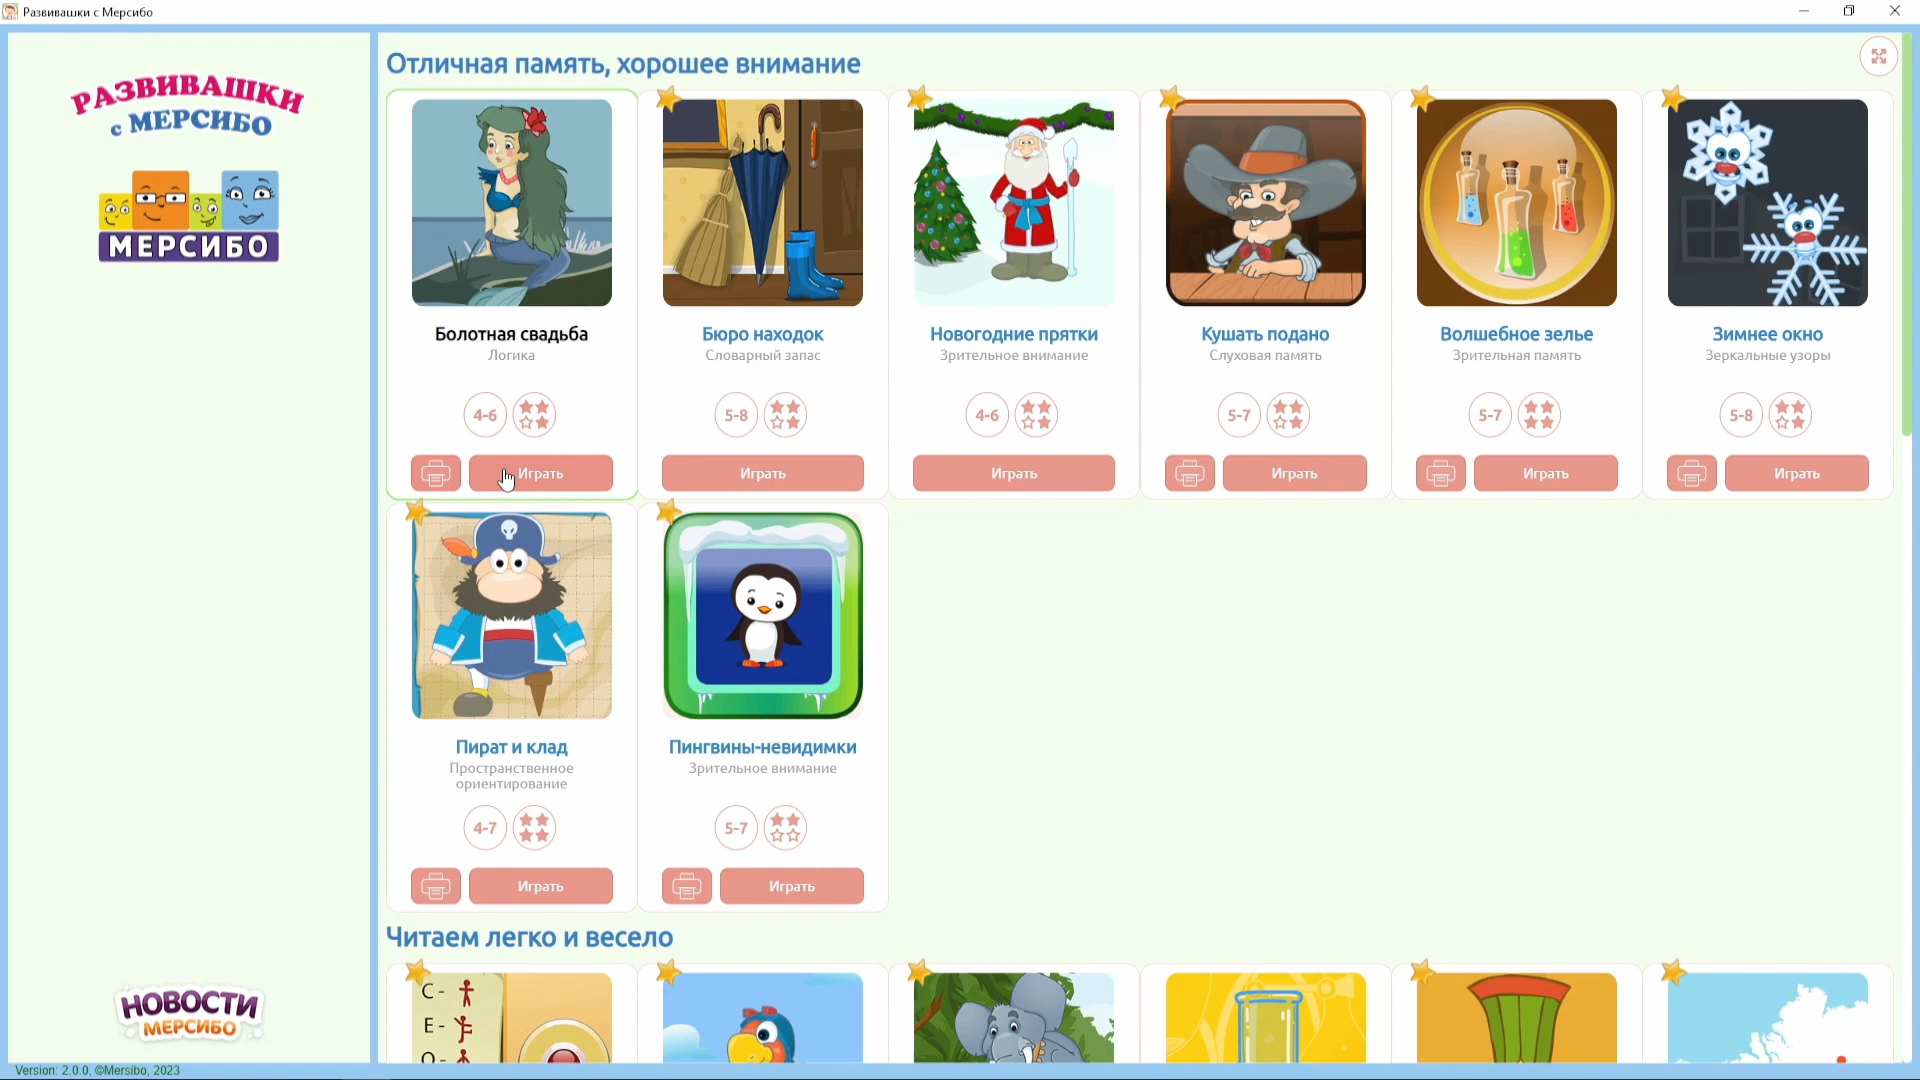 Развивашки с Мерсибо
РАЗВИВАШКИ
с МЕРСИБО
МЕРСИБО
Отличная память, хорошее внимание
Болотная свадьба
Логика
4-6
Играть
Бюро находок
Словарный запас
5-8
Играть
Новогодние прятки
Зрительное внимание
4-6
Играть
Кушать подано
Слуховая память
5-7
Играть
Волшебное зелье
Зрительная память
5-7
Играть
Зимнее окно
Зеркальные узоры
5-8
Играть
Пират и клад
Пространственное
ориентирование
4-7
Играть
Пингвины-невидимки
Зрительное внимание
5-7
Играть
Читаем легко и весело
С -
Е -
О -
НОВОСТИ
МЕРСИБО
Version: 2.0.0, ©Mersibo, 2023